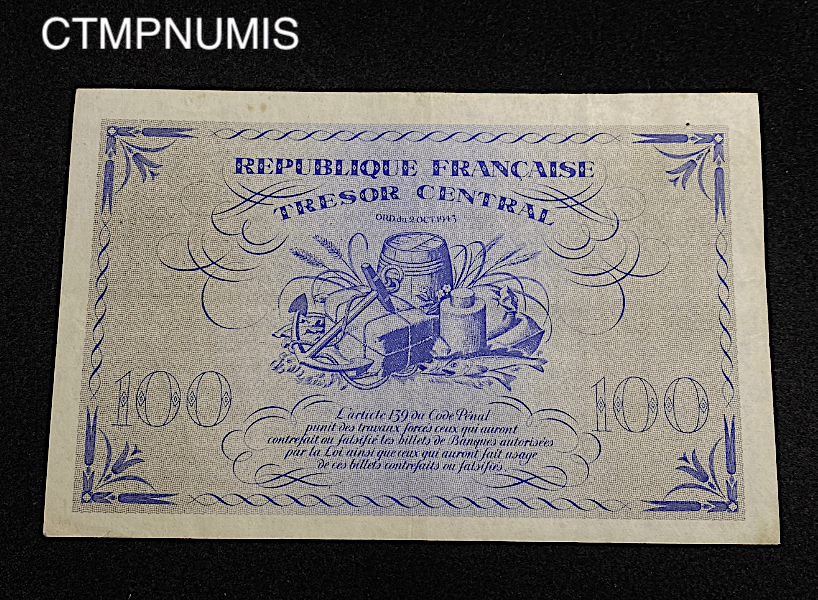 CTMPNUMIS
REPUBLIQUE FRANÇAISE
TRESOR CENTRAL
ORD. du 2 OCT. 1943
100 100
L'article 139 du Code Pénal
punit des travaux forcés ceux qui auront
contrefait ou falsifié les billets de Banques autorisées
par la Loi ainsi que ceux qui auront fait usage
de ces billets contrefaits ou falsifiés.